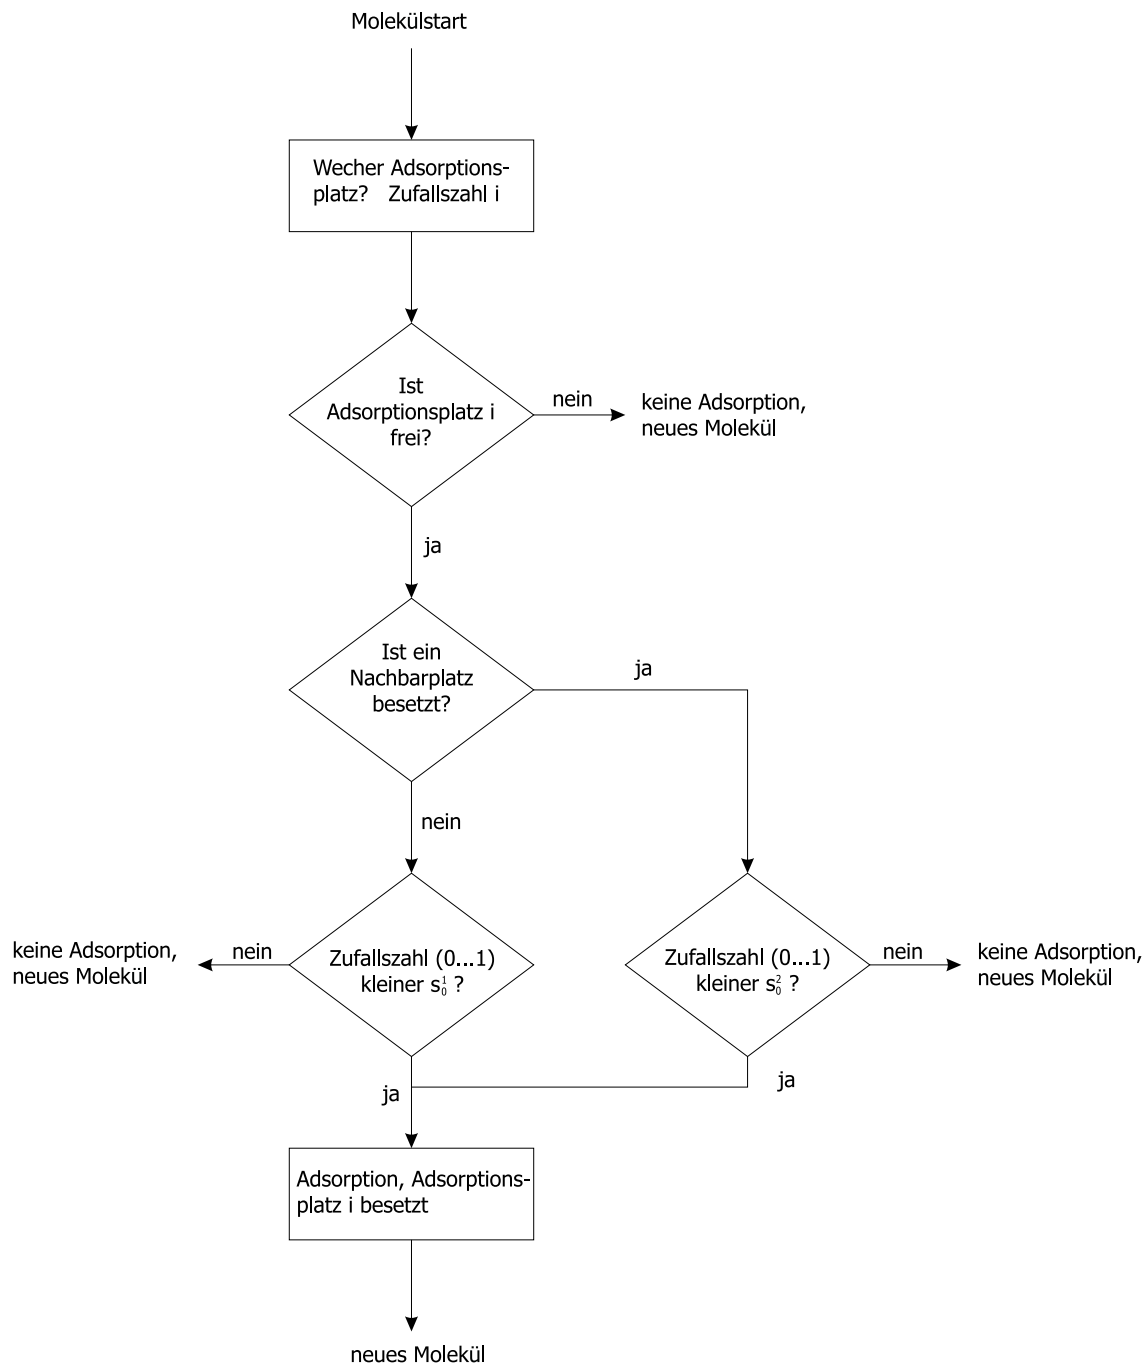 Molekülstart
Wecher Adsorptions-
platz? Zufallszahl i
Ist
Adsorptionsplatz i
frei?
nein
keine Adsorption,
neues Molekül
ja
Ist ein
Nachbarplatz
besetzt?
ja
nein
keine Adsorption,
neues Molekül
nein
Zufallszahl (0...1)
kleiner s₀¹ ?
Zufallszahl (0...1)
kleiner s₀² ?
nein
keine Adsorption,
neues Molekül
ja
ja
Adsorption, Adsorptions-
platz i besetzt
neues Molekül